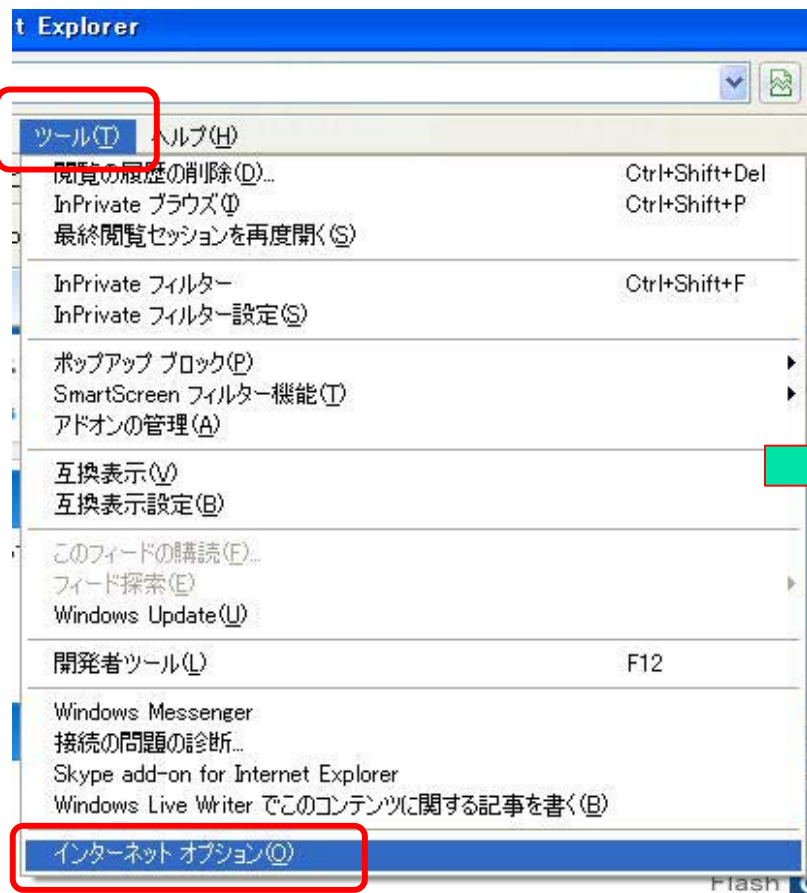 t Explorer
ツール(T) ヘルプ(H)
閲覧の履歴の削除(D)... Ctrl+Shift+Del
InPrivate ブラウズ(I) Ctrl+Shift+P
最終閲覧セッションを再度開く(S)
InPrivate フィルター Ctrl+Shift+F
InPrivate フィルター設定(S)
ポップアップ ブロック(P)
SmartScreen フィルター機能(T)
アドオンの管理(A)
互換表示(V)
互換表示設定(B)
このフィードの購読(F)...
フィード探索(E)
Windows Update(U)
開発者ツール(L) F12
Windows Messenger
接続の問題の診断...
Skype add-on for Internet Explorer
Windows Live Writer でこのコンテンツに関する記事を書く(B)
インターネット オプション(O)
Flash